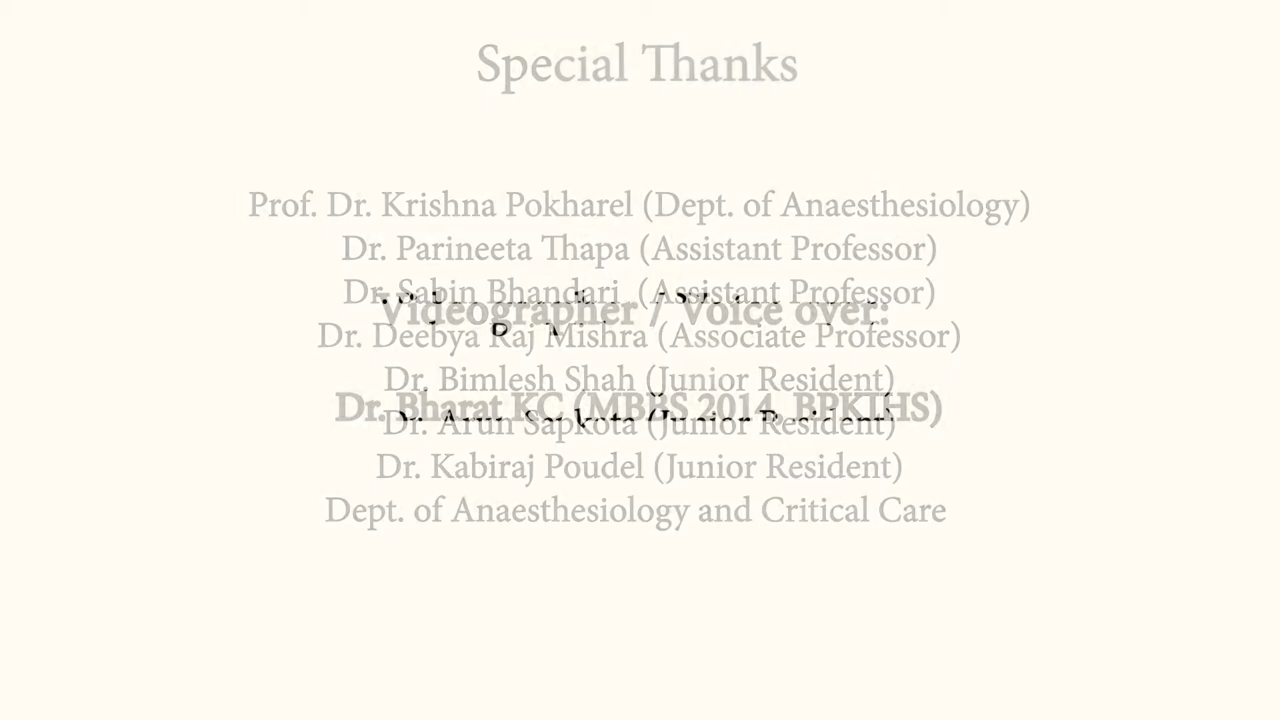 Special Thanks
Prof. Dr. Krishna Pokharel (Dept. of Anaesthesiology)
Dr. Parineeta Thapa (Assistant Professor)
Dr. Sabin Bhandari (Assistant Professor)
Videographer / Voice over:
Dr. Deebya Raj Mishra (Associate Professor)
Dr. Bimlesh Shah (Junior Resident)
Dr. Bharat KC (MBBS 2014, BPKIHS)
Dr. Arun Sapkota (Junior Resident)
Dr. Kabiraj Poudel (Junior Resident)
Dept. of Anaesthesiology and Critical Care